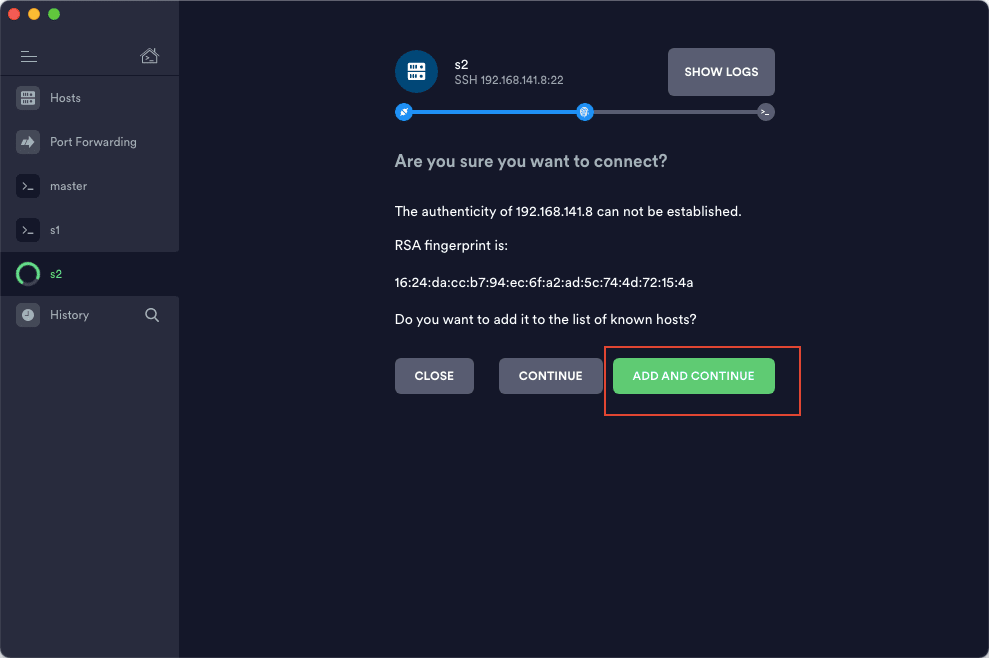 Hosts
Port Forwarding
master
s1
s2
History
s2
SSH 192.168.141.8:22
SHOW LOGS
Are you sure you want to connect?
The authenticity of 192.168.141.8 can not be established.
RSA fingerprint is:
16:24:da:cc:b7:94:ec:6f:a2:ad:5c:74:4d:72:15:4a
Do you want to add it to the list of known hosts?
CLOSE
CONTINUE
ADD AND CONTINUE